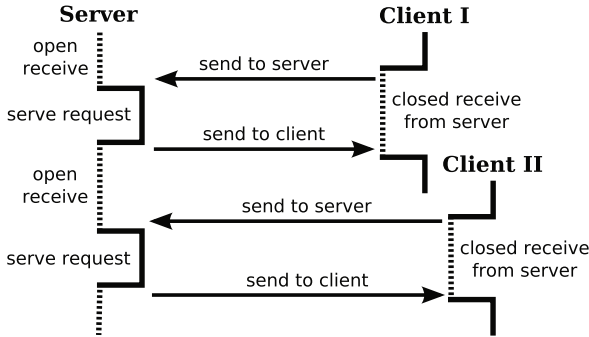 Server
Client I
open
receive
send to server
serve request
closed receive
from server
send to client
Client II
open
receive
send to server
serve request
closed receive
from server
send to client